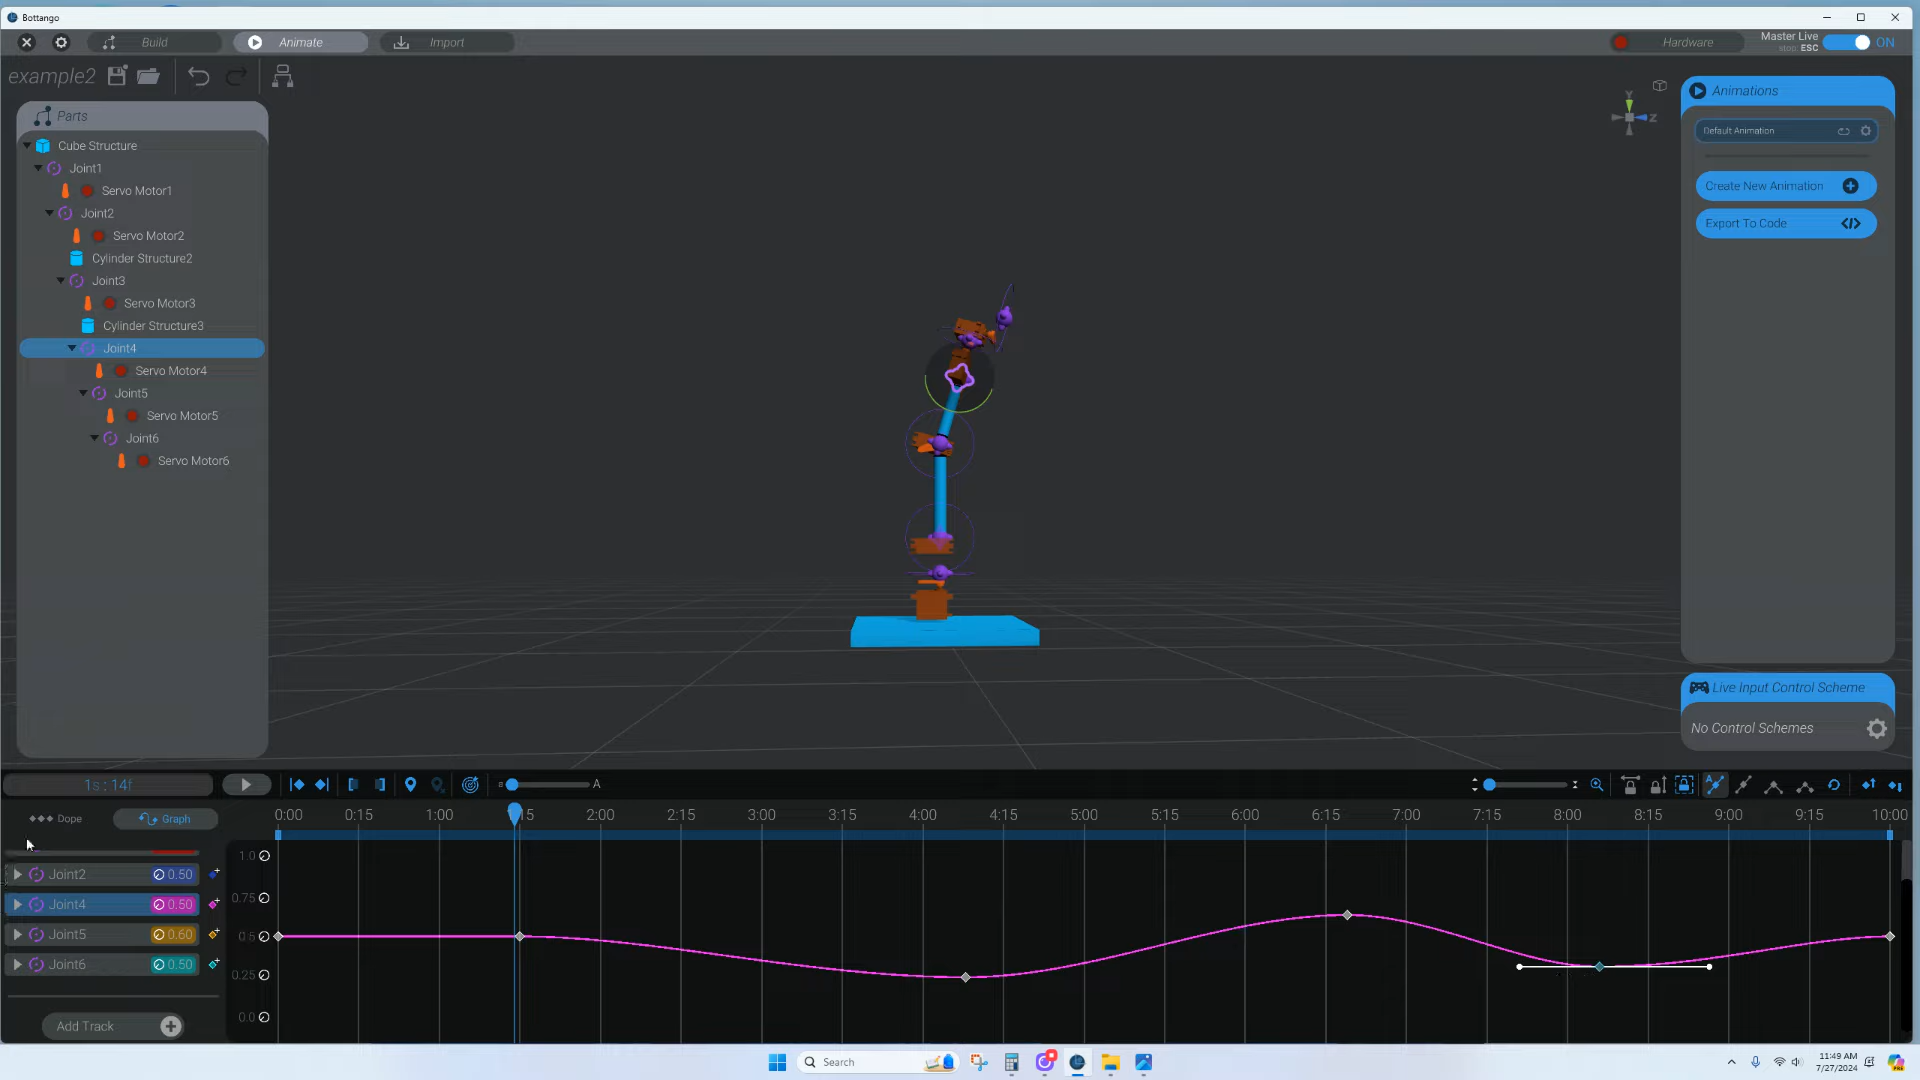 Bottango
Build
Animate
Import
Hardware
Master Live
stop: ESC
ON
example2
Parts
Cube Structure
Joint1
Servo Motor1
Joint2
Servo Motor2
Cylinder Structure2
Joint3
Servo Motor3
Cylinder Structure3
Joint4
Servo Motor4
Joint5
Servo Motor5
Joint6
Servo Motor6
Y
Z
Animations
Default Animation
Create New Animation
Export To Code
Live Input Control Scheme
No Control Schemes
1s : 14f
A
Dope
Graph
0:00 0:15 1:00 :15 2:00 2:15 3:00 3:15 4:00 4:15 5:00 5:15 6:00 6:15 7:00 7:15 8:00 8:15 9:00 9:15 10:00
Joint2 0.50
Joint4 0.50
Joint5 0.60
Joint6 0.50
Add Track
1.0
0.75
0.5
0.25
0.0
Search
11:49 AM
7/27/2024